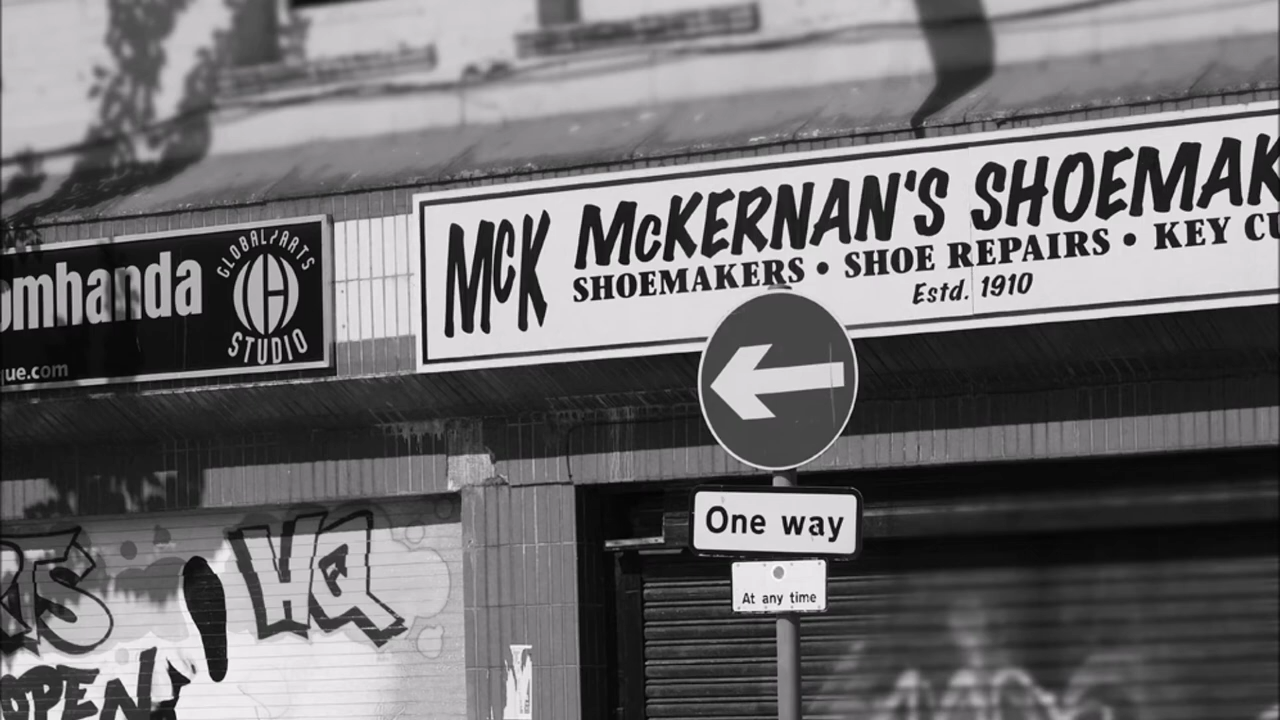 omhanda
GLOBAL ARTS
STUDIO
que.com
McK
McKERNAN'S SHOEMAK
SHOEMAKERS • SHOE REPAIRS • KEY CU
Estd. 1910
One way
At any time
HQ
OPEN